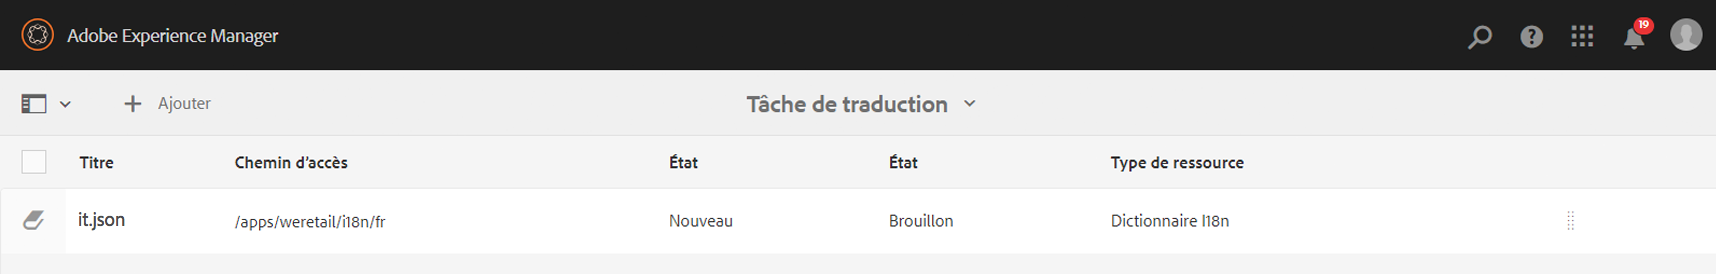 Adobe Experience Manager
19
Ajouter
Tâche de traduction
Titre Chemin d'accès État État Type de ressource
it.json /apps/weretail/i18n/fr Nouveau Brouillon Dictionnaire I18n